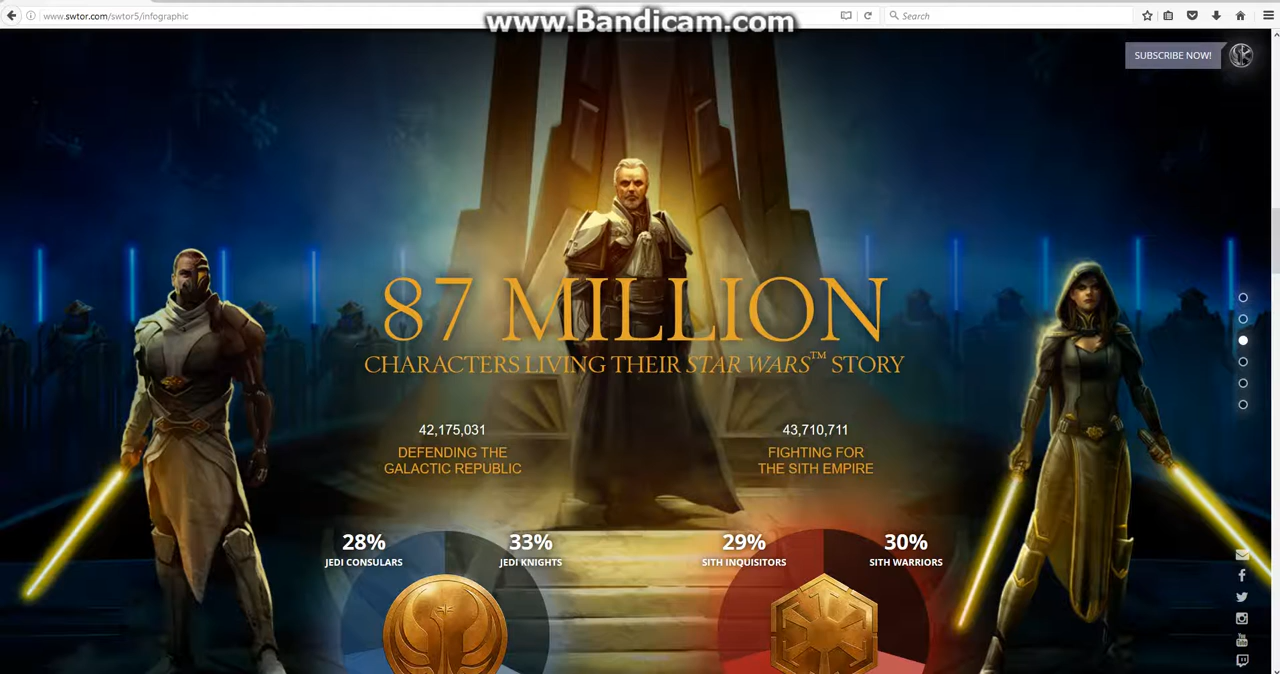 www.swtor.com/swtor5/infographic
www.Bandicam.com
Search
SUBSCRIBE NOW!
87 MILLION
CHARACTERS LIVING THEIR STAR WARS™ STORY
42,175,031
DEFENDING THE
GALACTIC REPUBLIC
43,710,711
FIGHTING FOR
THE SITH EMPIRE
28%
JEDI CONSULARS
33%
JEDI KNIGHTS
29%
SITH INQUISITORS
30%
SITH WARRIORS